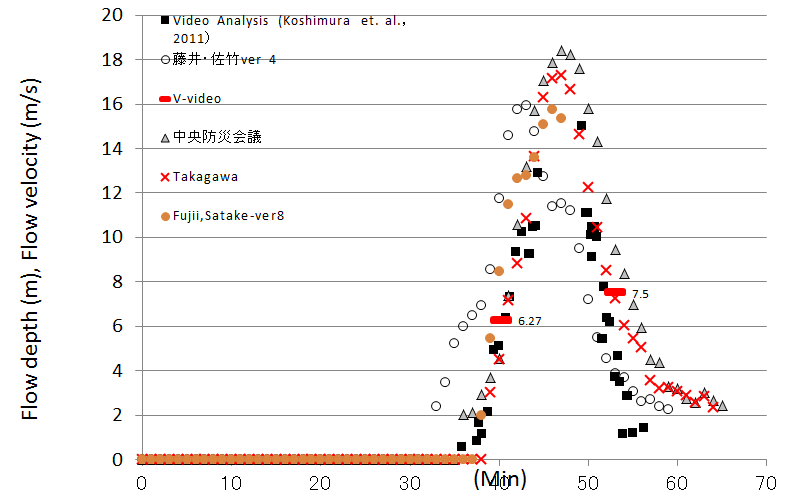 20
18
16
14
12
10
8
6
4
2
0
Flow depth (m), Flow velocity (m/s)
Video Analysis (Koshimura et. al.,
2011)
藤井・佐竹ver 4
V-video
中央防災会議
Takagawa
Fujii,Satake-ver8
6.27
7.5
0 10 20 30 40 50 60 70
(Min)